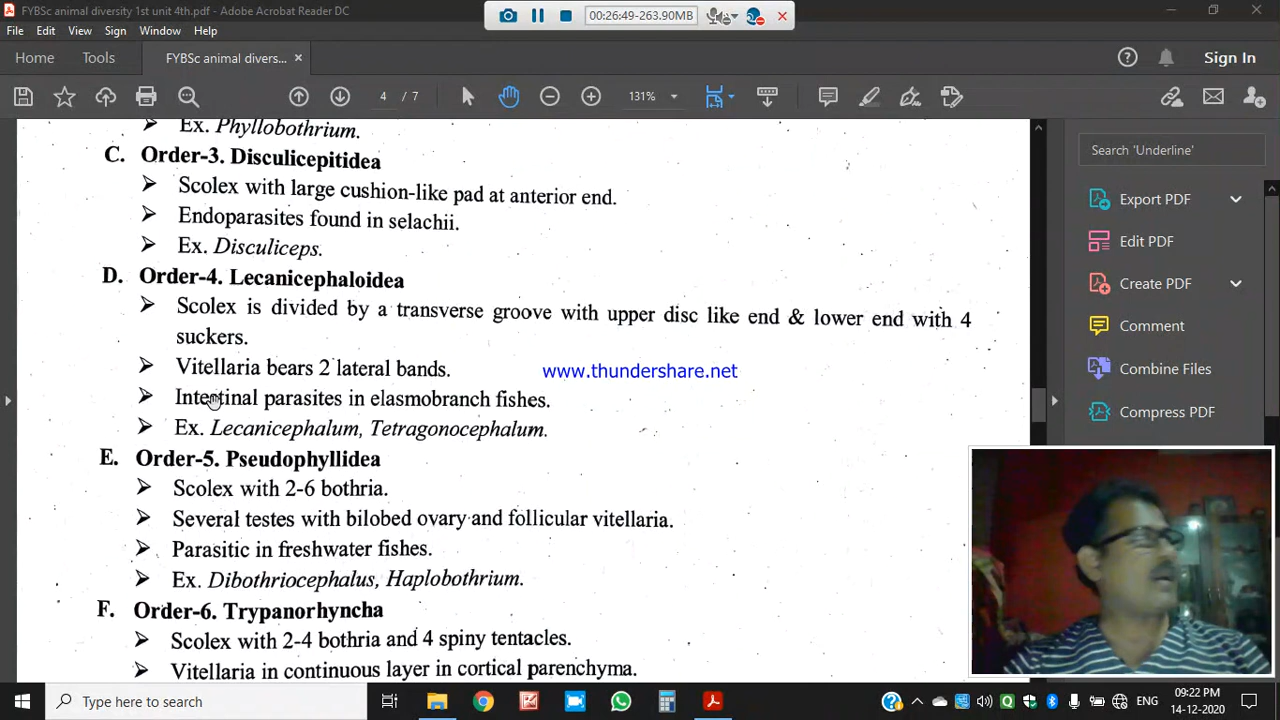 FYBSc animal diversity 1st unit 4th.pdf - Adobe Acrobat Reader DC
00:26:49-263.90MB
File Edit View Sign Window Help
Home Tools FYBSc animal divers... × Sign In
4 / 7 131%
Ex. Phyllobothrium.
C. Order-3. Disculicepitidea
Scolex with large cushion-like pad at anterior end.
Endoparasites found in selachii.
Ex. Disculiceps.
D. Order-4. Lecanicephaloidea
Scolex is divided by a transverse groove with upper disc like end & lower end with 4
suckers.
Vitellaria bears 2 lateral bands.
www.thundershare.net
Intestinal parasites in elasmobranch fishes.
Ex. Lecanicephalum, Tetragonocephalum.
E. Order-5. Pseudophyllidea
Scolex with 2-6 bothria.
Several testes with bilobed ovary and follicular vitellaria.
Parasitic in freshwater fishes.
Ex. Dibothriocephalus, Haplobothrium.
F. Order-6. Trypanorhyncha
Scolex with 2-4 bothria and 4 spiny tentacles.
Vitellaria in continuous layer in cortical parenchyma.
Search 'Underline'
Export PDF
Edit PDF
Create PDF
Comment
Combine Files
Compress PDF
Type here to search
ENG
09:22 PM
14-12-2020